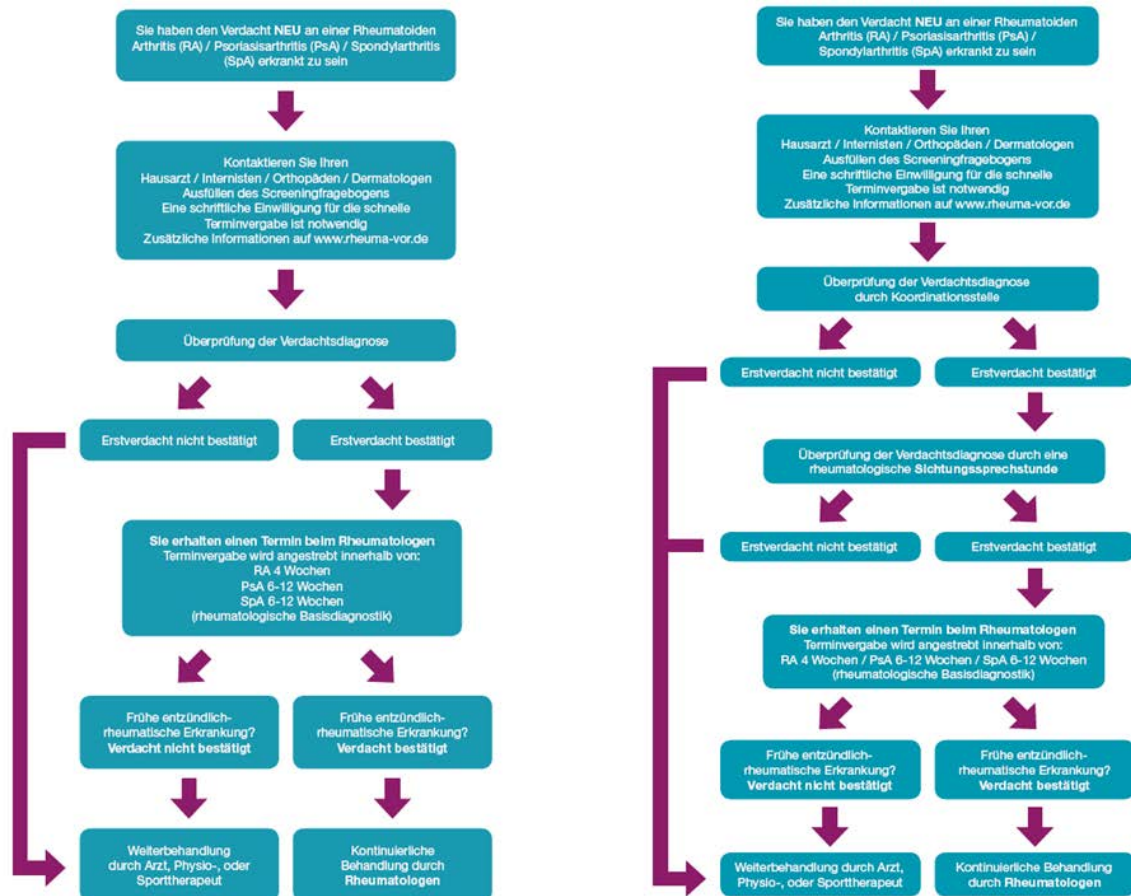 Sie haben den Verdacht NEU an einer Rheumatoiden
Arthritis (RA) / Psoriasisarthritis (PsA) / Spondylarthritis
(SpA) erkrankt zu sein
Kontaktieren Sie Ihren
Hausarzt / Internisten / Orthopäden / Dermatologen
Ausfüllen des Screeningfragebogens
Eine schriftliche Einwilligung für die schnelle
Terminvergabe ist notwendig
Zusätzliche Informationen auf www.rheuma-vor.de
Überprüfung der Verdachtsdiagnose
Erstverdacht nicht bestätigt
Erstverdacht bestätigt
Sie erhalten einen Termin beim Rheumatologen
Terminvergabe wird angestrebt innerhalb von:
RA 4 Wochen
PsA 6-12 Wochen
SpA 6-12 Wochen
(rheumatologische Basisdiagnostik)
Frühe entzündlich-
rheumatische Erkrankung?
Verdacht nicht bestätigt
Frühe entzündlich-
rheumatische Erkrankung?
Verdacht bestätigt
Weiterbehandlung
durch Arzt, Physio-, oder
Sporttherapeut
Kontinuierliche
Behandlung durch
Rheumatologen
Sie haben den Verdacht NEU an einer Rheumatoiden
Arthritis (RA) / Psoriasisarthritis (PsA) /
Spondylarthritis (SpA) erkrankt zu sein
Kontaktieren Sie Ihren
Hausarzt / Internisten / Orthopäden / Dermatologen
Ausfüllen des Screeningfragebogens
Eine schriftliche Einwilligung für die schnelle
Terminvergabe ist notwendig
Zusätzliche Informationen auf www.rheuma-vor.de
Überprüfung der Verdachtsdiagnose
durch Koordinationsstelle
Erstverdacht nicht bestätigt
Erstverdacht bestätigt
Überprüfung der Verdachtsdiagnose durch eine
rheumatologische Sichtungssprechstunde
Erstverdacht nicht bestätigt
Erstverdacht bestätigt
Sie erhalten einen Termin beim Rheumatologen
Terminvergabe wird angestrebt innerhalb von:
RA 4 Wochen / PsA 6-12 Wochen / SpA 6-12 Wochen
(rheumatologische Basisdiagnostik)
Frühe entzündlich-
rheumatische Erkrankung?
Verdacht nicht bestätigt
Frühe entzündlich-
rheumatische Erkrankung?
Verdacht bestätigt
Weiterbehandlung durch Arzt,
Physio-, oder Sporttherapeut
Kontinuierliche Behandlung
durch Rheumatologen